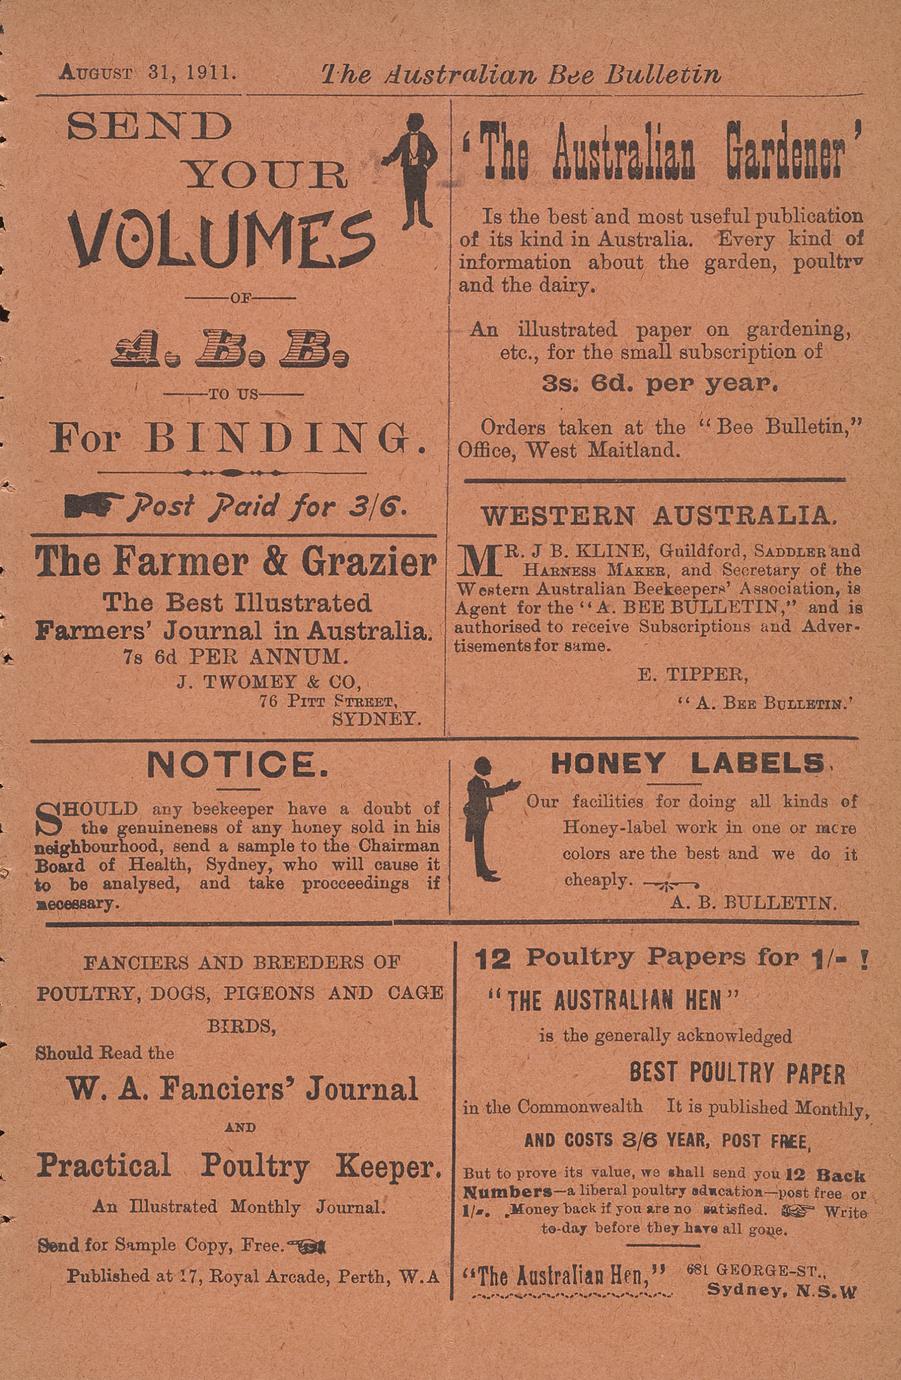 AUGUST 31, 1911. The Australian Bee Bulletin
SEND
YOUR
VOLUMES
OF
A. B. B.
TO US
For BINDING.
Post Paid for 3/6.
'The Australian Gardener'
Is the best and most useful publication
of its kind in Australia. Every kind of
information about the garden, poultry
and the dairy.
An illustrated paper on gardening,
etc., for the small subscription of
3s. 6d. per year.
Orders taken at the "Bee Bulletin,"
Office, West Maitland.
The Farmer & Grazier
The Best Illustrated
Farmers' Journal in Australia.
7s 6d PER ANNUM.
J. TWOMEY & CO,
76 PITT STREET,
SYDNEY.
WESTERN AUSTRALIA.
MR. J B. KLINE, Guildford, SADDLER and
HARNESS MAKER, and Secretary of the
Western Australian Beekeepers' Association, is
Agent for the "A. BEE BULLETIN," and is
authorised to receive Subscriptions and Adver-
tisements for same.
E. TIPPER,
"A. BEE BULLETIN.'
NOTICE.
SHOULD any beekeeper have a doubt of
the genuineness of any honey sold in his
neighbourhood, send a sample to the Chairman
Board of Health, Sydney, who will cause it
to be analysed, and take procceedings if
necessary.
HONEY LABELS.
Our facilities for doing all kinds of
Honey-label work in one or more
colors are the best and we do it
cheaply.
A. B. BULLETIN.
FANCIERS AND BREEDERS OF
POULTRY, DOGS, PIGEONS AND CAGE
BIRDS,
Should Read the
W. A. Fanciers' Journal
AND
Practical Poultry Keeper.
An Illustrated Monthly Journal.
Send for Sample Copy, Free.
Published at 17, Royal Arcade, Perth, W.A
12 Poultry Papers for 1/- !
"THE AUSTRALIAN HEN"
is the generally acknowledged
BEST POULTRY PAPER
in the Commonwealth It is published Monthly,
AND COSTS 3/6 YEAR, POST FREE,
But to prove its value, we shall send you 12 Back
Numbers—a liberal poultry education—post free or
1/-. Money back if you are no satisfied. Write
to-day before they have all gone.
"The Australian Hen," 681 GEORGE-ST.,
Sydney, N.S.W